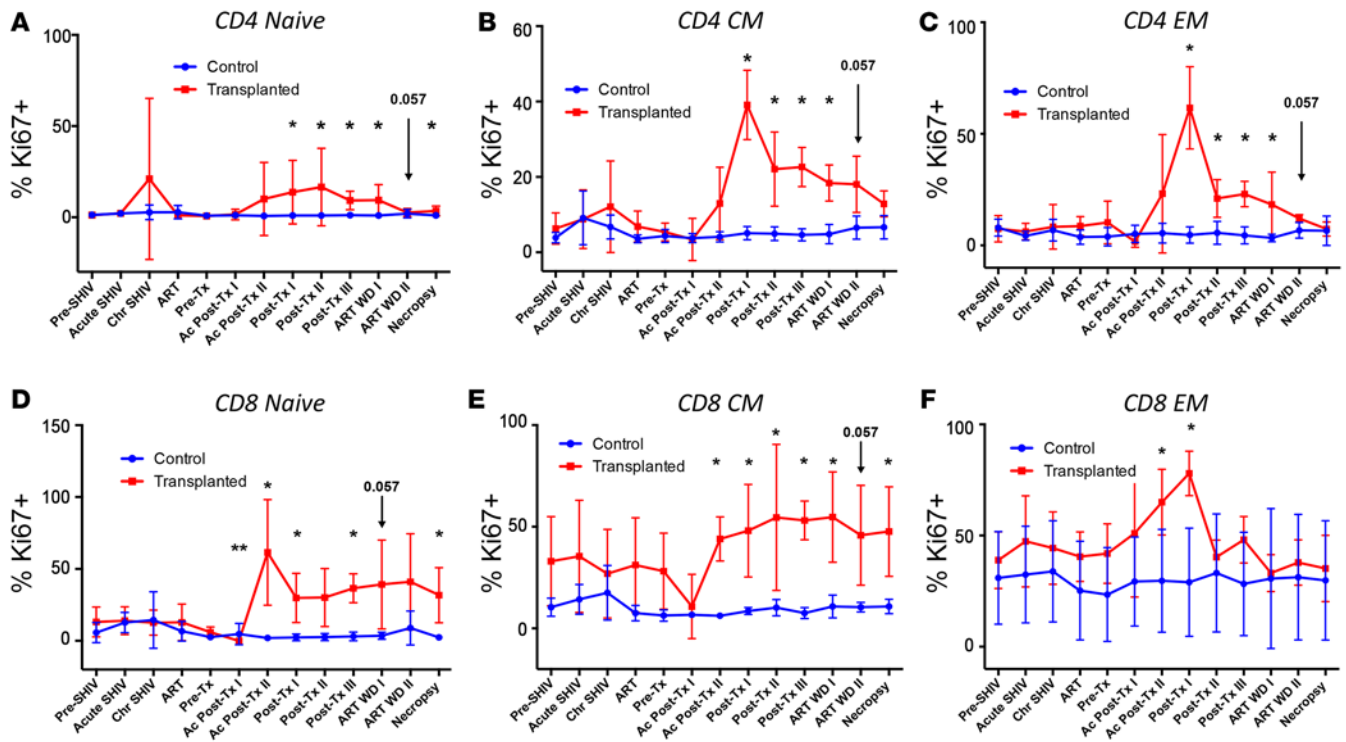 A CD4 Naive
% Ki67+
100
50
0
Control
Transplanted
0.057
* * * * *
Pre-SHIV
Acute SHIV
Chr SHIV
ART
Pre-Tx
Ac Post-Tx I
Ac Post-Tx II
Post-Tx I
Post-Tx II
Post-Tx III
ART WD I
ART WD II
Necropsy
B CD4 CM
% Ki67+
60
40
20
0
Control
Transplanted
0.057
* * * *
Pre-SHIV
Acute SHIV
Chr SHIV
ART
Pre-Tx
Ac Post-Tx I
Ac Post-Tx II
Post-Tx I
Post-Tx II
Post-Tx III
ART WD I
ART WD II
Necropsy
C CD4 EM
% Ki67+
100
50
0
Control
Transplanted
0.057
* * * *
Pre-SHIV
Acute SHIV
Chr SHIV
ART
Pre-Tx
Ac Post-Tx I
Ac Post-Tx II
Post-Tx I
Post-Tx II
Post-Tx III
ART WD I
ART WD II
Necropsy
D CD8 Naive
% Ki67+
150
100
50
0
Control
Transplanted
0.057
** * * * *
Pre-SHIV
Acute SHIV
Chr SHIV
ART
Pre-Tx
Ac Post-Tx I
Ac Post-Tx II
Post-Tx I
Post-Tx II
Post-Tx III
ART WD I
ART WD II
Necropsy
E CD8 CM
% Ki67+
100
50
0
Control
Transplanted
0.057
* * * * * *
Pre-SHIV
Acute SHIV
Chr SHIV
ART
Pre-Tx
Ac Post-Tx I
Ac Post-Tx II
Post-Tx I
Post-Tx II
Post-Tx III
ART WD I
ART WD II
Necropsy
F CD8 EM
% Ki67+
100
50
0
Control
Transplanted
* *
Pre-SHIV
Acute SHIV
Chr SHIV
ART
Pre-Tx
Ac Post-Tx I
Ac Post-Tx II
Post-Tx I
Post-Tx II
Post-Tx III
ART WD I
ART WD II
Necropsy